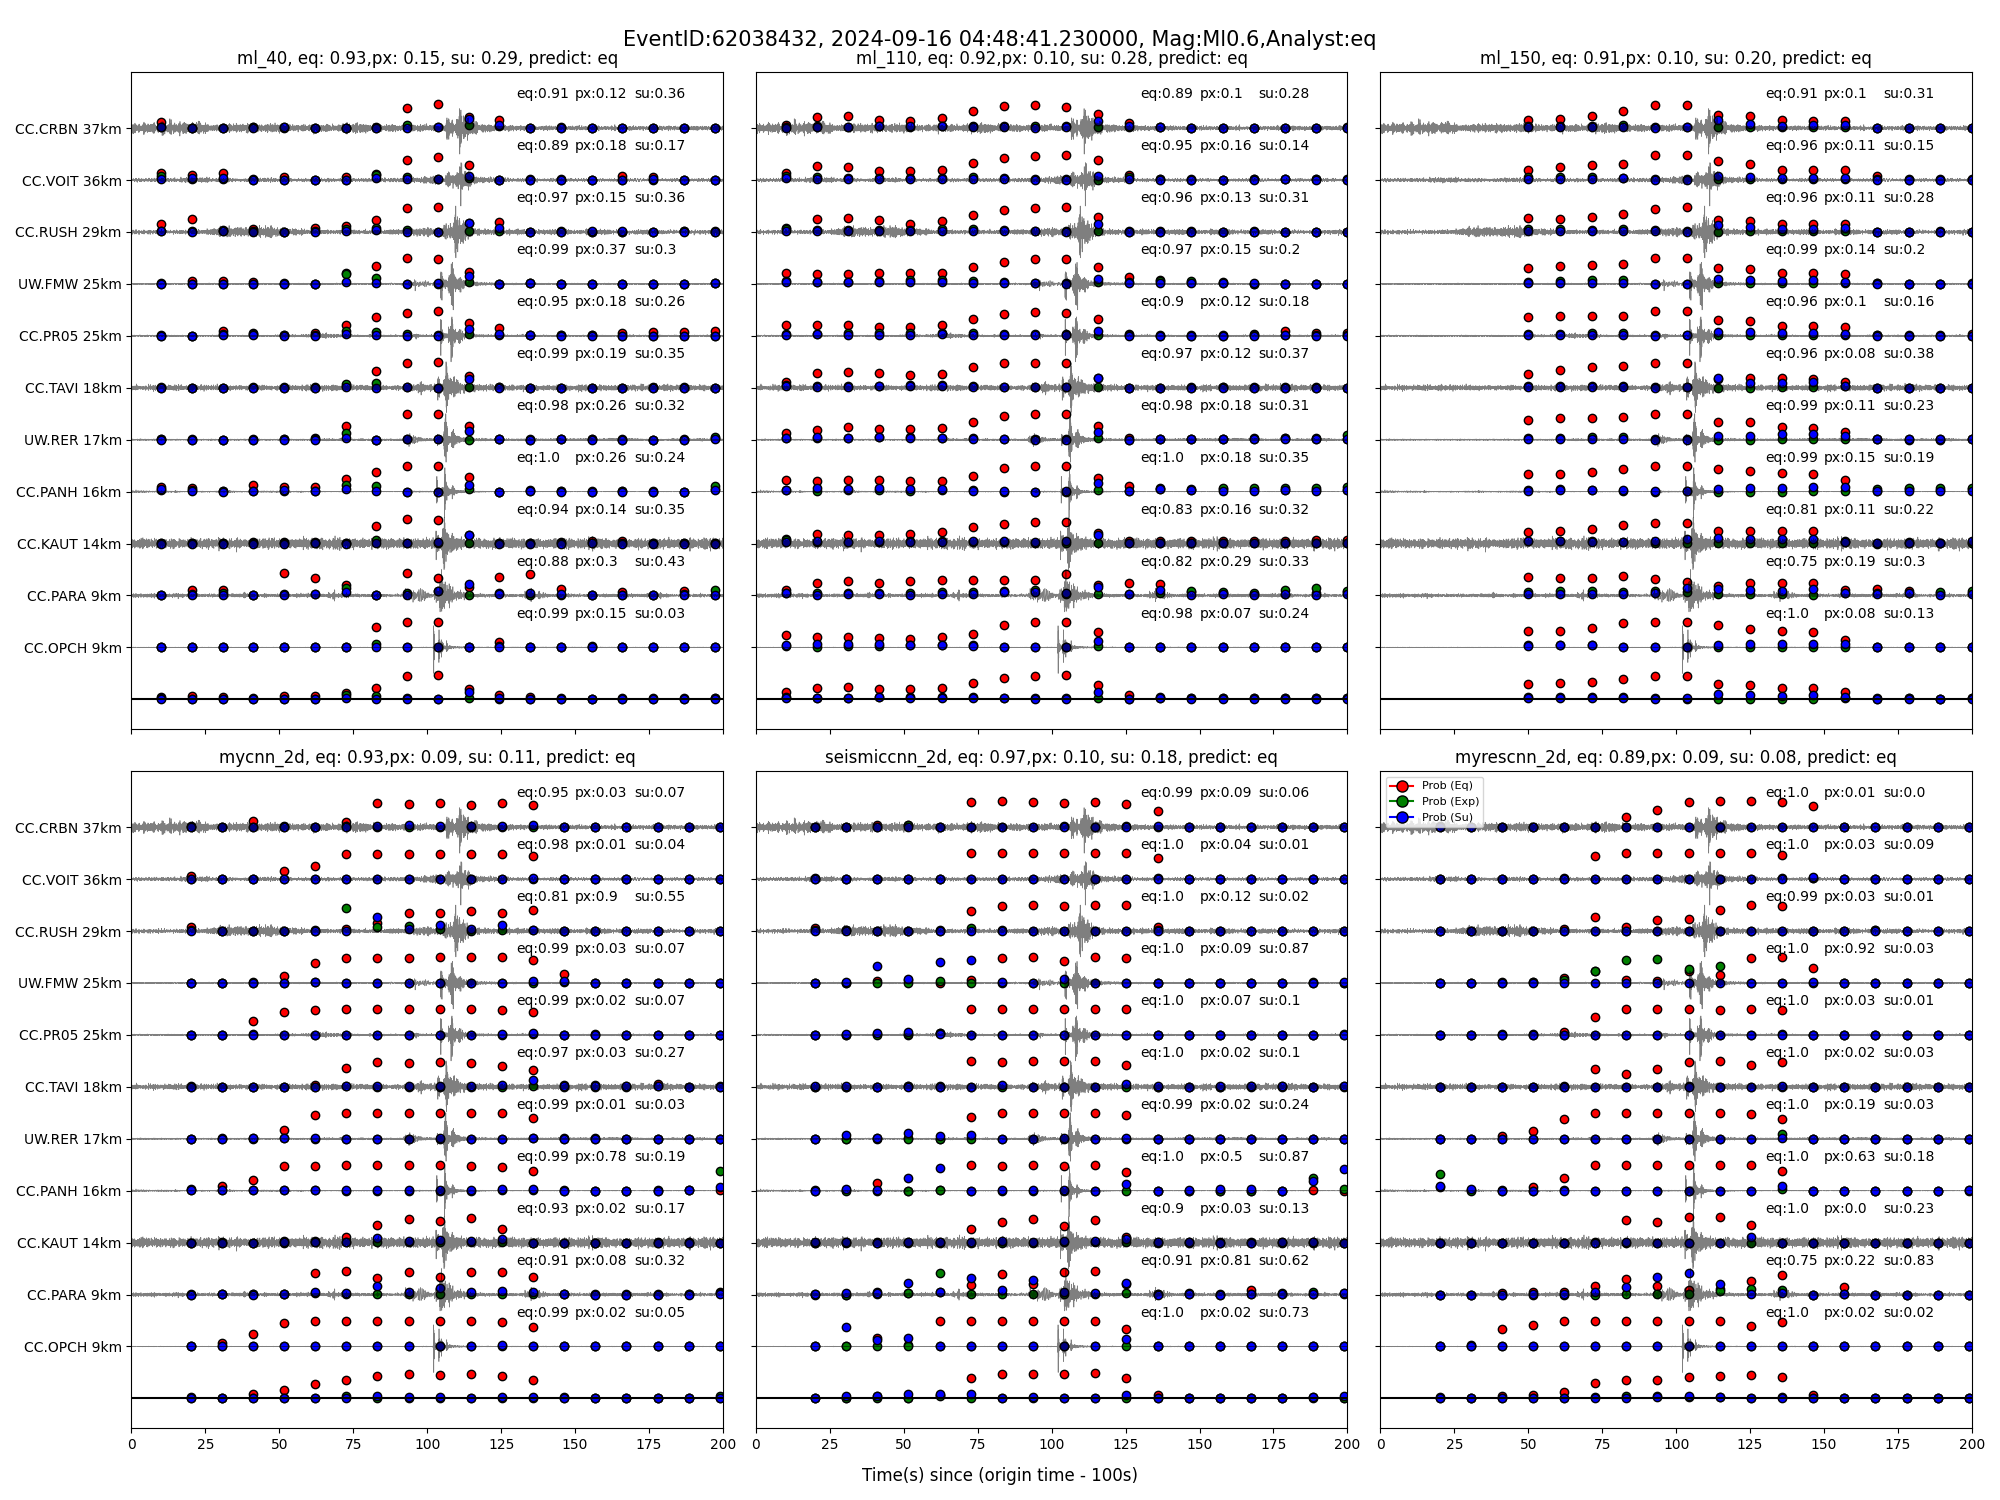 EventID:62038432, 2024-09-16 04:48:41.230000, Mag:Ml0.6,Analyst:eq
ml_40, eq: 0.93,px: 0.15, su: 0.29, predict: eq
CC.CRBN 37km eq:0.91 px:0.12 su:0.36
CC.VOIT 36km eq:0.89 px:0.18 su:0.17
CC.RUSH 29km eq:0.97 px:0.15 su:0.36
UW.FMW 25km eq:0.99 px:0.37 su:0.3
CC.PR05 25km eq:0.95 px:0.18 su:0.26
CC.TAVI 18km eq:0.99 px:0.19 su:0.35
UW.RER 17km eq:0.98 px:0.26 su:0.32
CC.PANH 16km eq:1.0 px:0.26 su:0.24
CC.KAUT 14km eq:0.94 px:0.14 su:0.35
CC.PARA 9km eq:0.88 px:0.3 su:0.43
CC.OPCH 9km eq:0.99 px:0.15 su:0.03
ml_110, eq: 0.92,px: 0.10, su: 0.28, predict: eq
eq:0.89 px:0.1 su:0.28
eq:0.95 px:0.16 su:0.14
eq:0.96 px:0.13 su:0.31
eq:0.97 px:0.15 su:0.2
eq:0.9 px:0.12 su:0.18
eq:0.97 px:0.12 su:0.37
eq:0.98 px:0.18 su:0.31
eq:1.0 px:0.18 su:0.35
eq:0.83 px:0.16 su:0.32
eq:0.82 px:0.29 su:0.33
eq:0.98 px:0.07 su:0.24
ml_150, eq: 0.91,px: 0.10, su: 0.20, predict: eq
eq:0.91 px:0.1 su:0.31
eq:0.96 px:0.11 su:0.15
eq:0.96 px:0.11 su:0.28
eq:0.99 px:0.14 su:0.2
eq:0.96 px:0.1 su:0.16
eq:0.96 px:0.08 su:0.38
eq:0.99 px:0.11 su:0.23
eq:0.99 px:0.15 su:0.19
eq:0.81 px:0.11 su:0.22
eq:0.75 px:0.19 su:0.3
eq:1.0 px:0.08 su:0.13
mycnn_2d, eq: 0.93,px: 0.09, su: 0.11, predict: eq
CC.CRBN 37km eq:0.95 px:0.03 su:0.07
CC.VOIT 36km eq:0.98 px:0.01 su:0.04
CC.RUSH 29km eq:0.81 px:0.9 su:0.55
UW.FMW 25km eq:0.99 px:0.03 su:0.07
CC.PR05 25km eq:0.99 px:0.02 su:0.07
CC.TAVI 18km eq:0.97 px:0.03 su:0.27
UW.RER 17km eq:0.99 px:0.01 su:0.03
CC.PANH 16km eq:0.99 px:0.78 su:0.19
CC.KAUT 14km eq:0.93 px:0.02 su:0.17
CC.PARA 9km eq:0.91 px:0.08 su:0.32
CC.OPCH 9km eq:0.99 px:0.02 su:0.05
0 25 50 75 100 125 150 175 200
seismiccnn_2d, eq: 0.97,px: 0.10, su: 0.18, predict: eq
eq:0.99 px:0.09 su:0.06
eq:1.0 px:0.04 su:0.01
eq:1.0 px:0.12 su:0.02
eq:1.0 px:0.09 su:0.87
eq:1.0 px:0.07 su:0.1
eq:1.0 px:0.02 su:0.1
eq:0.99 px:0.02 su:0.24
eq:1.0 px:0.5 su:0.87
eq:0.9 px:0.03 su:0.13
eq:0.91 px:0.81 su:0.62
eq:1.0 px:0.02 su:0.73
0 25 50 75 100 125 150 175 200
myrescnn_2d, eq: 0.89,px: 0.09, su: 0.08, predict: eq
Prob (Eq)
Prob (Exp)
Prob (Su)
eq:1.0 px:0.01 su:0.0
eq:1.0 px:0.03 su:0.09
eq:0.99 px:0.03 su:0.01
eq:1.0 px:0.92 su:0.03
eq:1.0 px:0.03 su:0.01
eq:1.0 px:0.02 su:0.03
eq:1.0 px:0.19 su:0.03
eq:1.0 px:0.63 su:0.18
eq:1.0 px:0.0 su:0.23
eq:0.75 px:0.22 su:0.83
eq:1.0 px:0.02 su:0.02
0 25 50 75 100 125 150 175 200
Time(s) since (origin time - 100s)